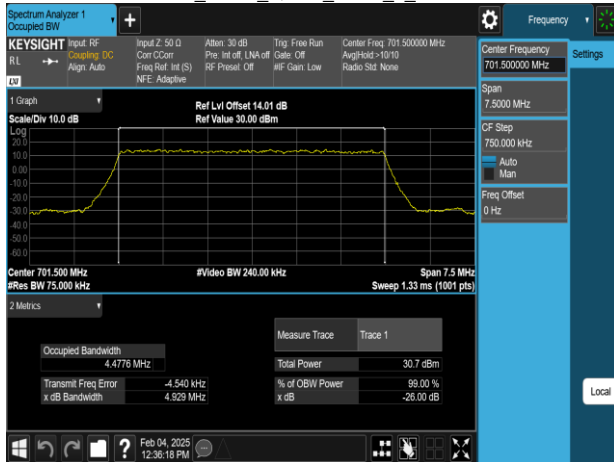 Spectrum Analyzer 1
Occupied BW
Frequency
KEYSIGHT
RL
LXI
Input: RF
Coupling: DC
Align: Auto
Input Z: 50 Ω
Corr CCorr
Freq Ref: Int (S)
NFE: Adaptive
Atten: 30 dB
Pre: Int off, LNA off
RF Preset: Off
Trig: Free Run
Gate: Off
#IF Gain: Low
Center Freq: 701.500000 MHz
Avg|Hold:>10/10
Radio Std: None
Center Frequency
701.500000 MHz
Settings
Span
7.5000 MHz
CF Step
750.000 kHz
Auto
Man
Freq Offset
0 Hz
Local
1 Graph
Scale/Div 10.0 dB
Ref Lvl Offset 14.01 dB
Ref Value 30.00 dBm
Log
20.0
10.0
0.00
-10.0
-20.0
-30.0
-40.0
-50.0
-60.0
Center 701.500 MHz
#Video BW 240.00 kHz
Span 7.5 MHz
#Res BW 75.000 kHz
Sweep 1.33 ms (1001 pts)
2 Metrics
Measure Trace Trace 1
Occupied Bandwidth
4.4776 MHz
Total Power 30.7 dBm
Transmit Freq Error -4.540 kHz
% of OBW Power 99.00 %
x dB Bandwidth 4.929 MHz
x dB -26.00 dB
?
Feb 04, 2025
12:36:18 PM